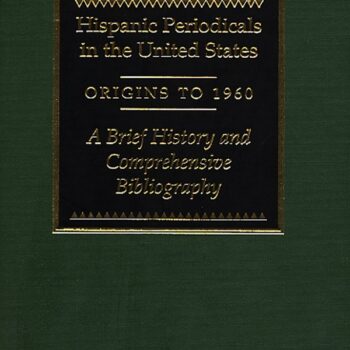 Hispanic Periodicals
in the United States
ORIGINS TO 1960
A Brief History and
Comprehensive
Bibliography